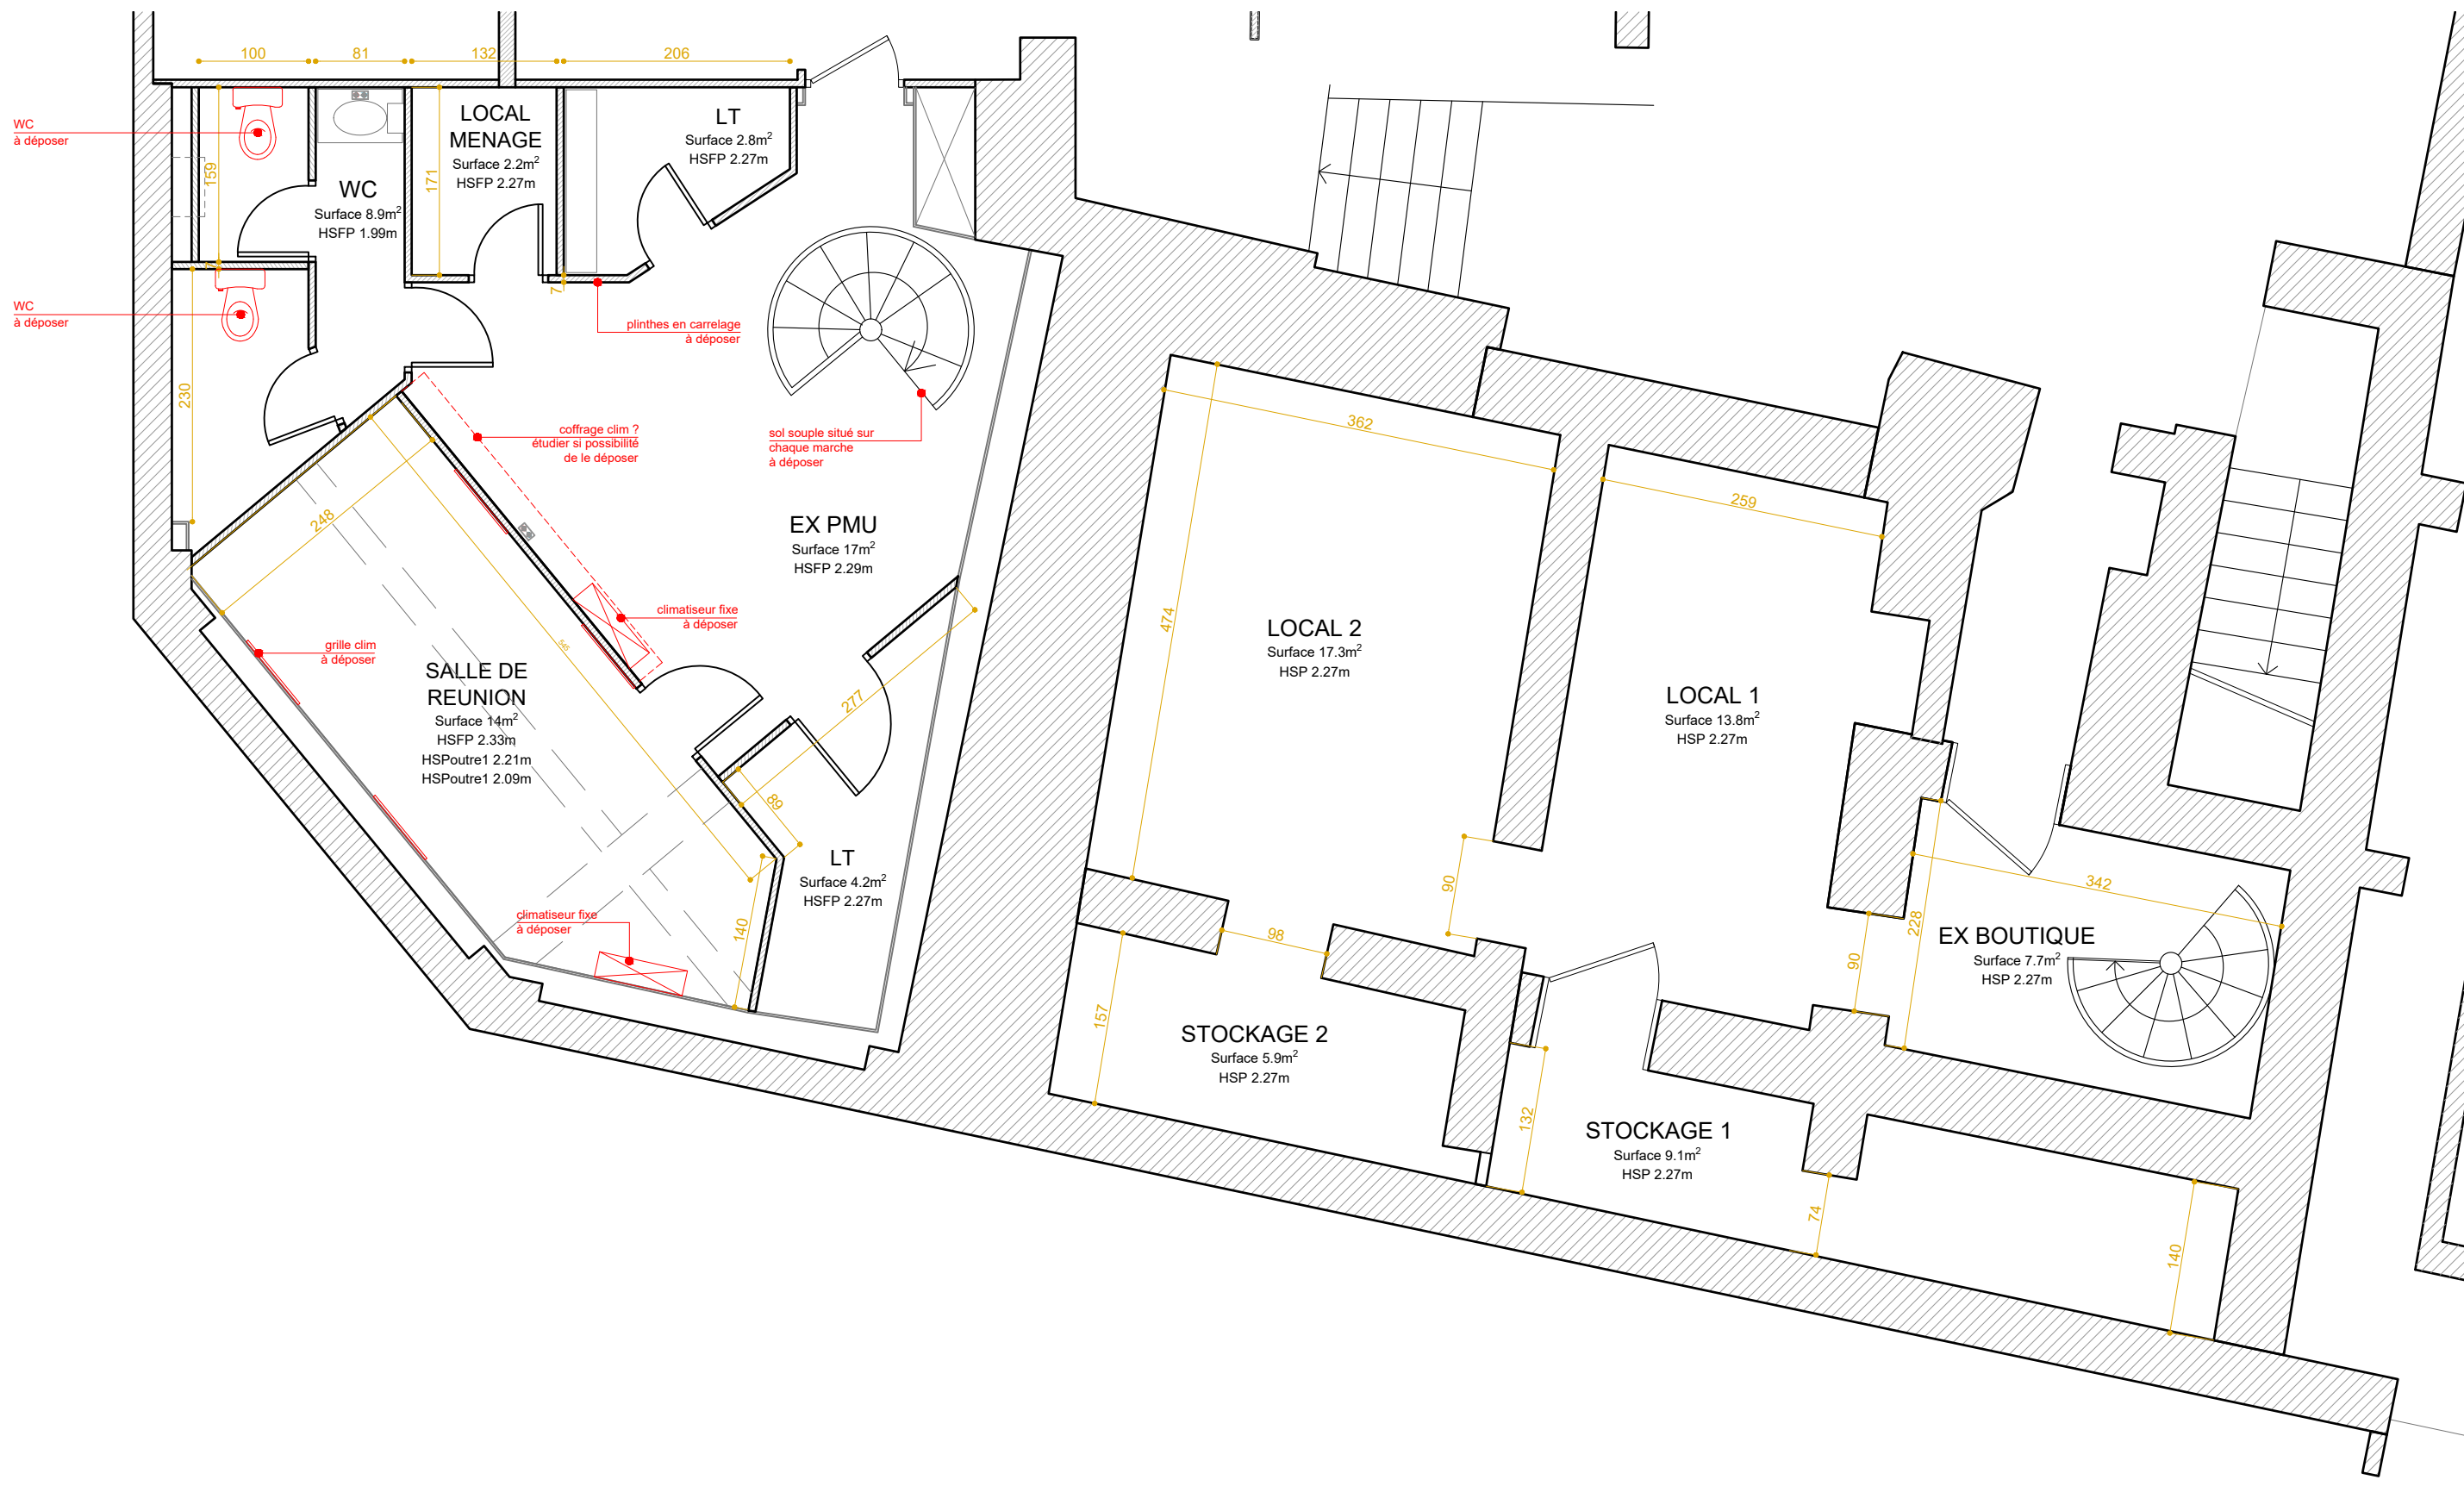 100
81
132
206
WC
à déposer
159
WC
Surface 8.9m²
HSFP 1.99m
171
LOCAL
MENAGE
Surface 2.2m²
HSFP 2.27m
LT
Surface 2.8m²
HSFP 2.27m
7
7
WC
à déposer
230
plinthes en carrelage
à déposer
coffrage clim ?
étudier si possibilité
de le déposer
sol souple situé sur
chaque marche
à déposer
248
EX PMU
Surface 17m²
HSFP 2.29m
climatiseur fixe
à déposer
grille clim
à déposer
545
SALLE DE
REUNION
Surface 14m²
HSFP 2.33m
HSPoutre1 2.21m
HSPoutre1 2.09m
277
89
LT
Surface 4.2m²
HSFP 2.27m
climatiseur fixe
à déposer
140
362
474
LOCAL 2
Surface 17.3m²
HSP 2.27m
259
LOCAL 1
Surface 13.8m²
HSP 2.27m
90
98
157
STOCKAGE 2
Surface 5.9m²
HSP 2.27m
90
228
342
EX BOUTIQUE
Surface 7.7m²
HSP 2.27m
132
STOCKAGE 1
Surface 9.1m²
HSP 2.27m
74
140